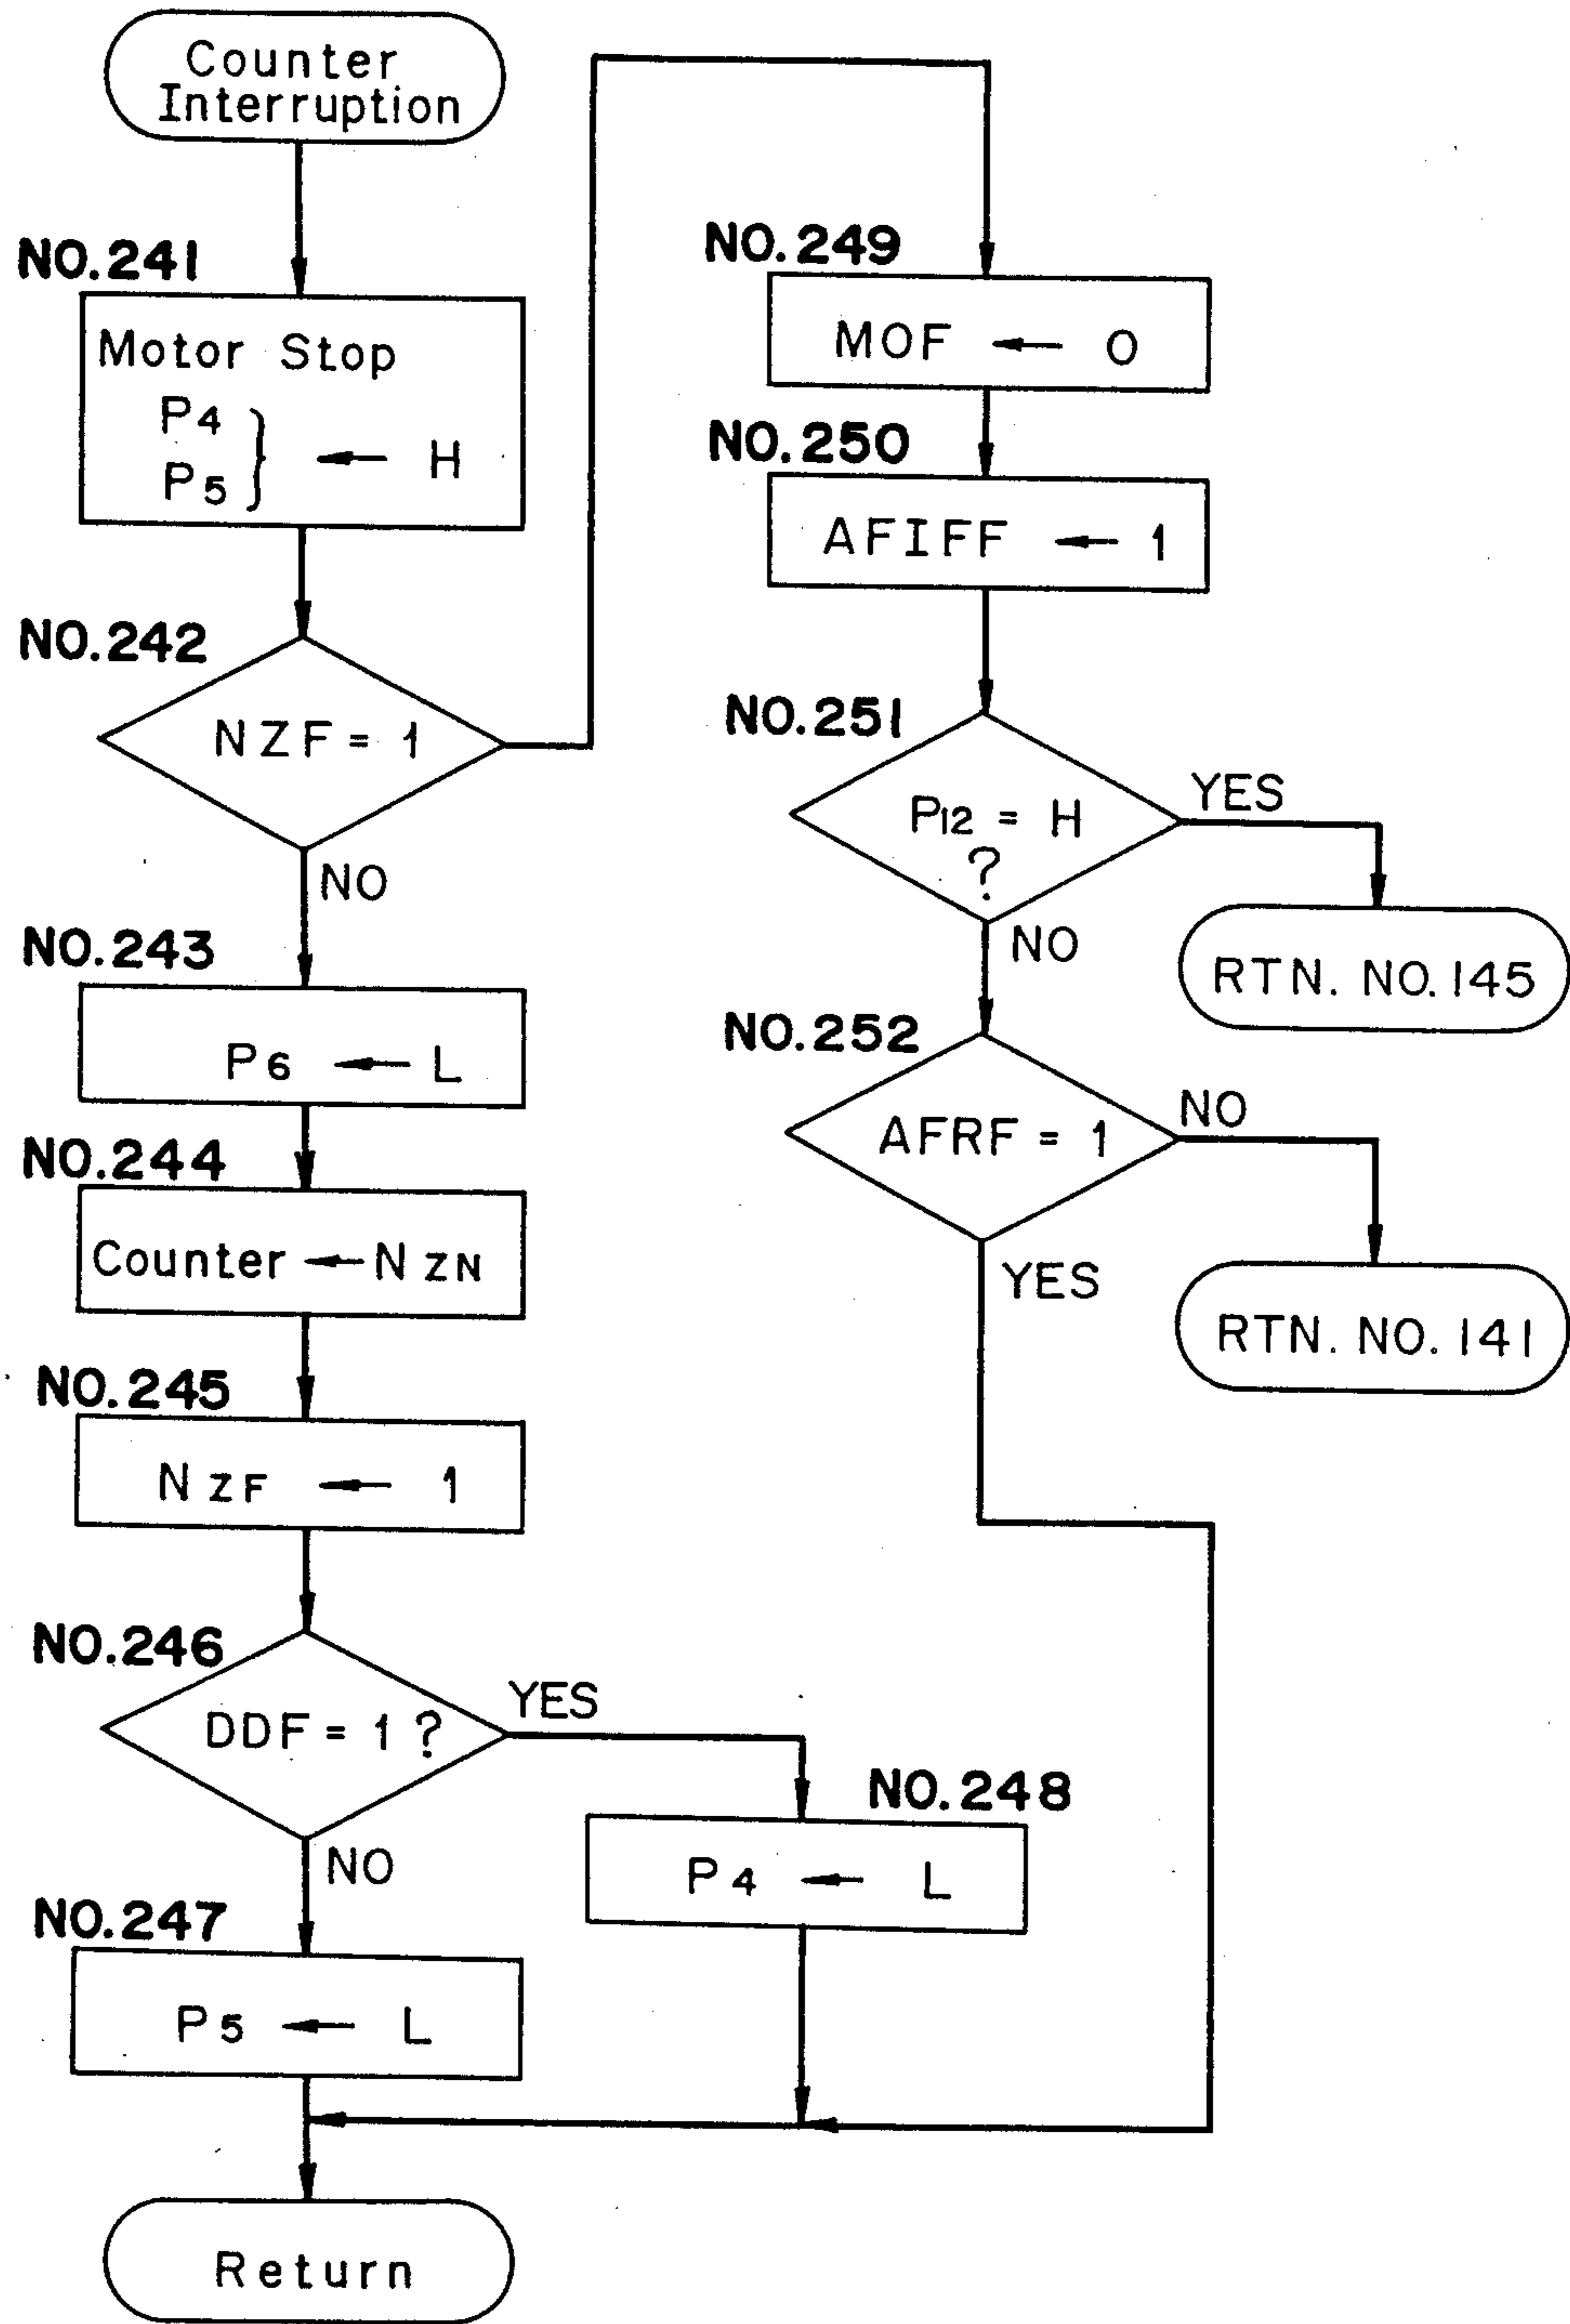 Counter
Interruption
NO.241
Motor Stop
P4
P5 } ← H
NO.242
NZF = 1
NO
NO.243
P6 ← L
NO.244
Counter ← NZN
NO.245
NZF ← 1
NO.246
DDF = 1 ?
YES
NO
NO.247
P5 ← L
NO.248
P4 ← L
Return
NO.249
MOF ← 0
NO.250
AFIFF ← 1
NO.251
P12 = H
?
YES
RTN. NO. 145
NO
NO.252
AFRF = 1
NO
RTN. NO. 141
YES